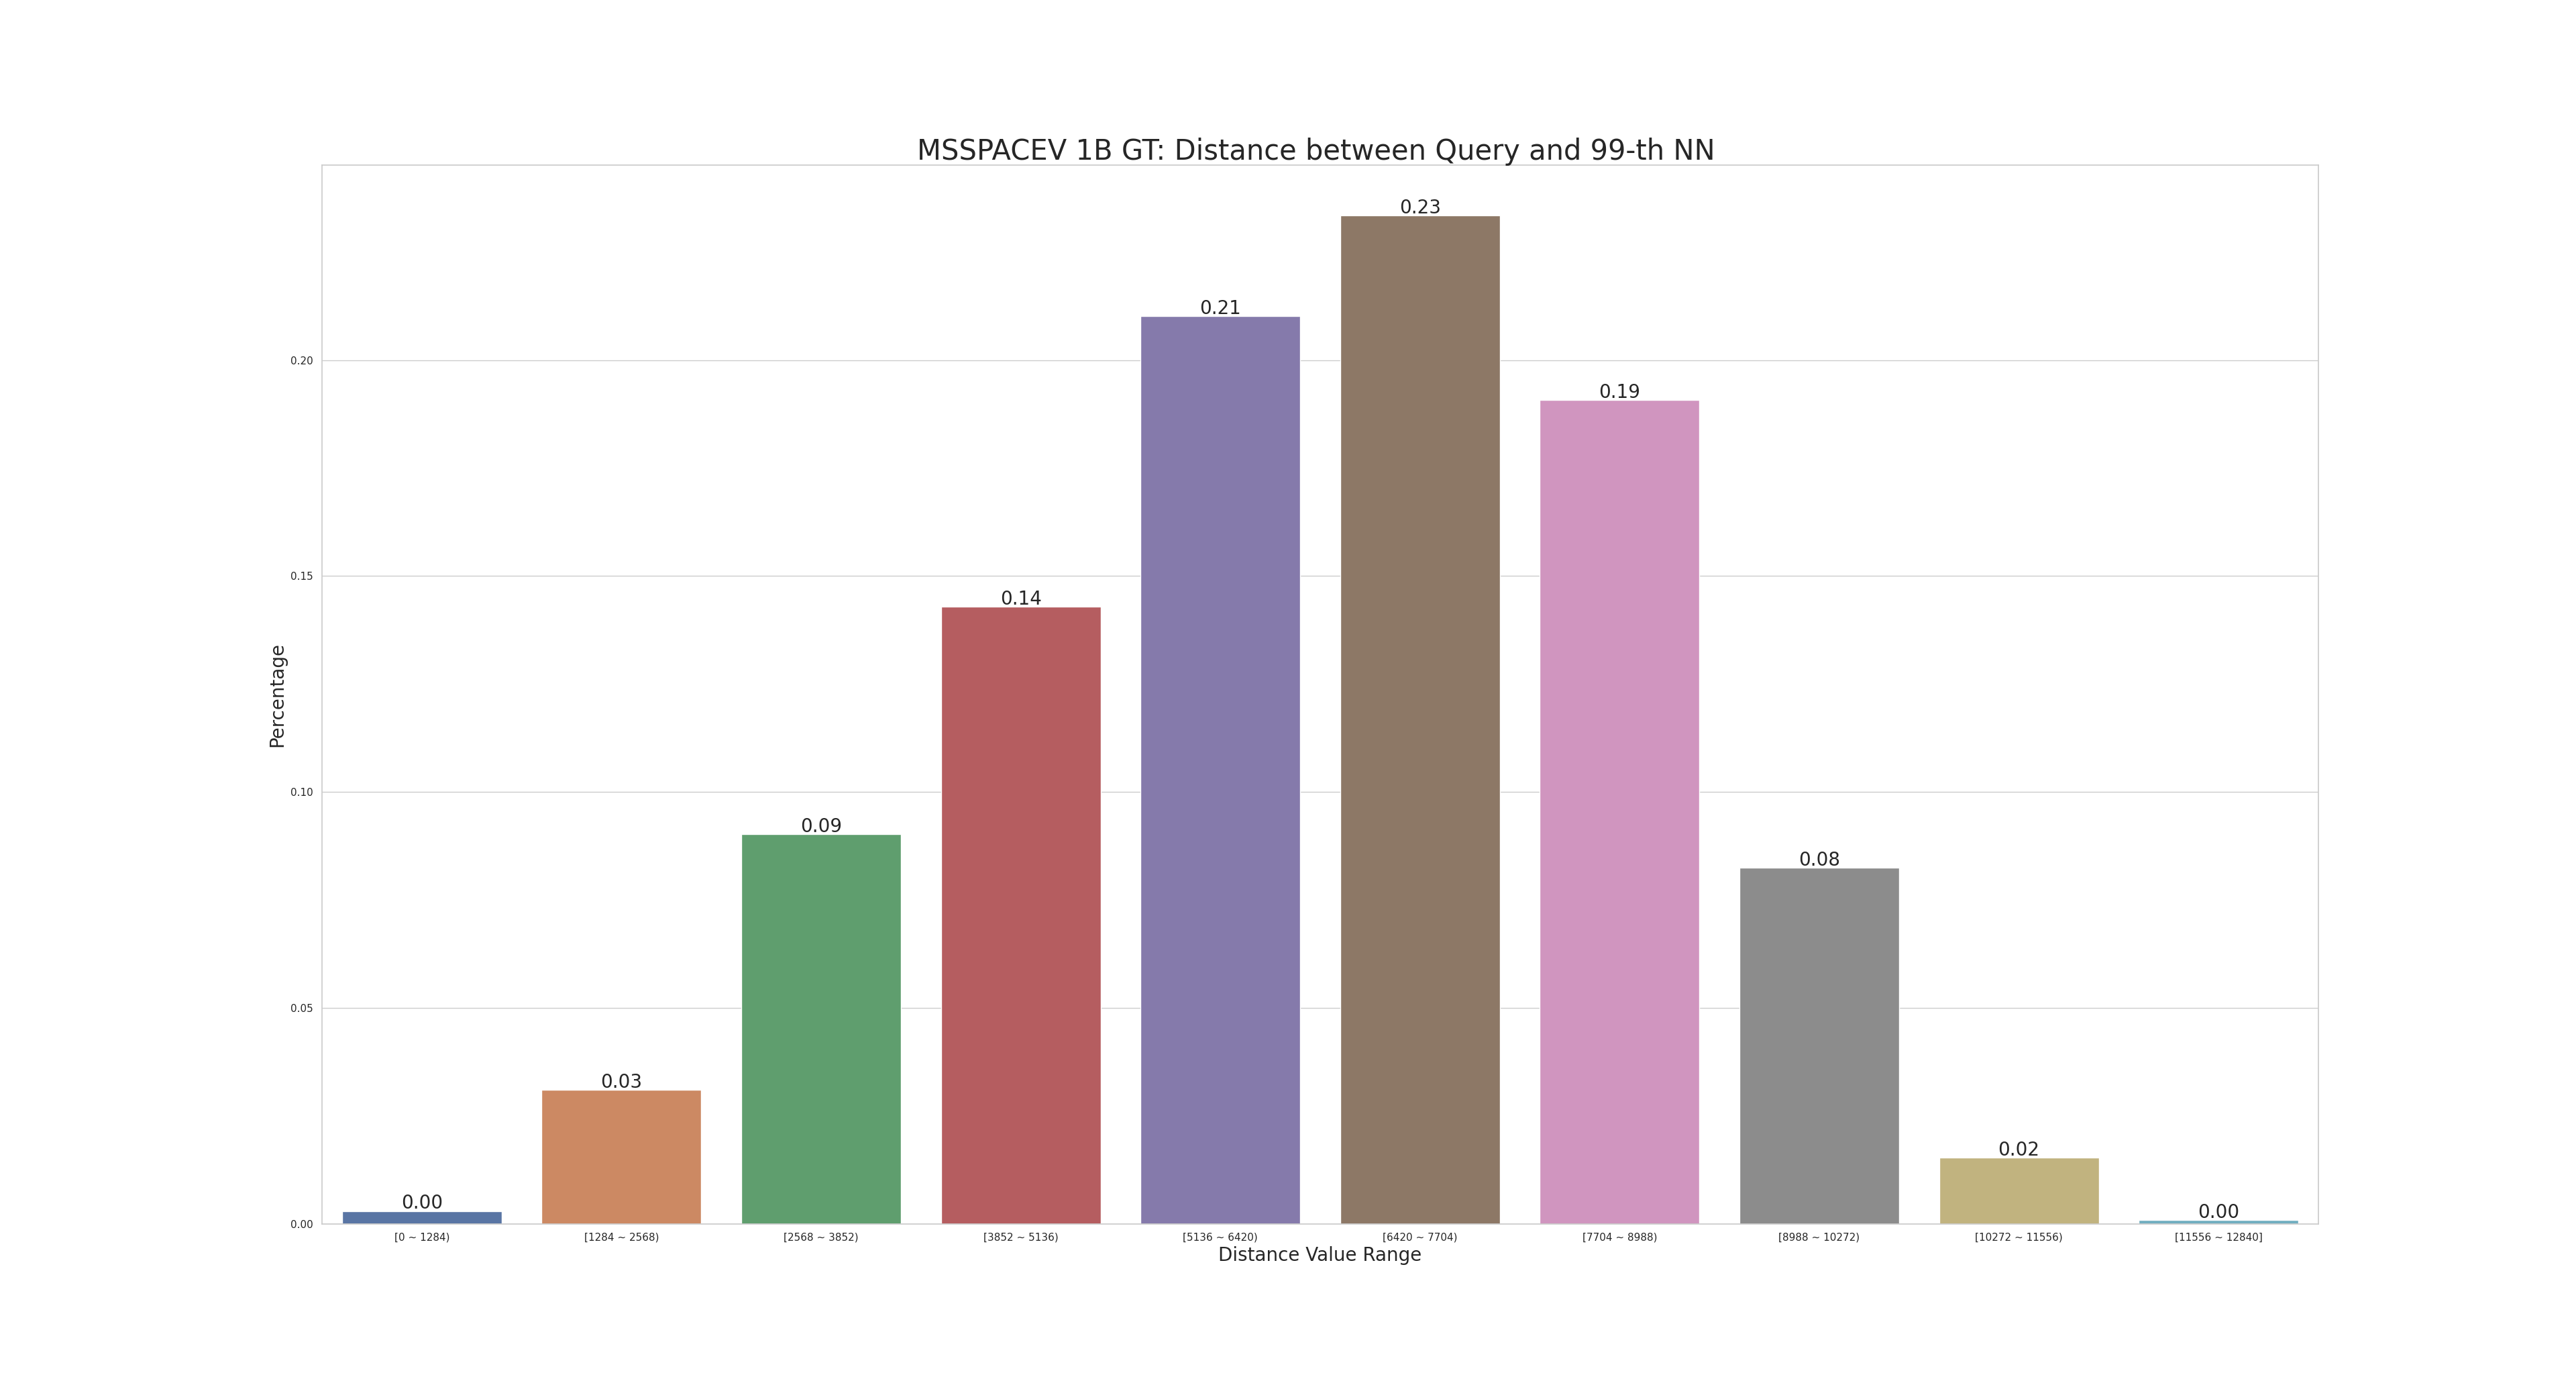 MSSPACEV 1B GT: Distance between Query and 99-th NN
0.23
0.21
0.20
0.19
0.15
0.14
Percentage
0.10
0.09
0.08
0.05
0.03
0.02
0.00
0.00
0.00
[0 ~ 1284)
[1284 ~ 2568)
[2568 ~ 3852)
[3852 ~ 5136)
[5136 ~ 6420)
[6420 ~ 7704)
[7704 ~ 8988)
[8988 ~ 10272)
[10272 ~ 11556)
[11556 ~ 12840]
Distance Value Range